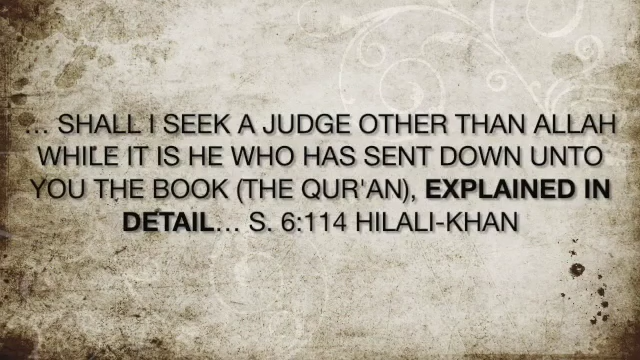 ... SHALL I SEEK A JUDGE OTHER THAN ALLAH
WHILE IT IS HE WHO HAS SENT DOWN UNTO
YOU THE BOOK (THE QUR'AN), EXPLAINED IN
DETAIL... S. 6:114 HILALI-KHAN